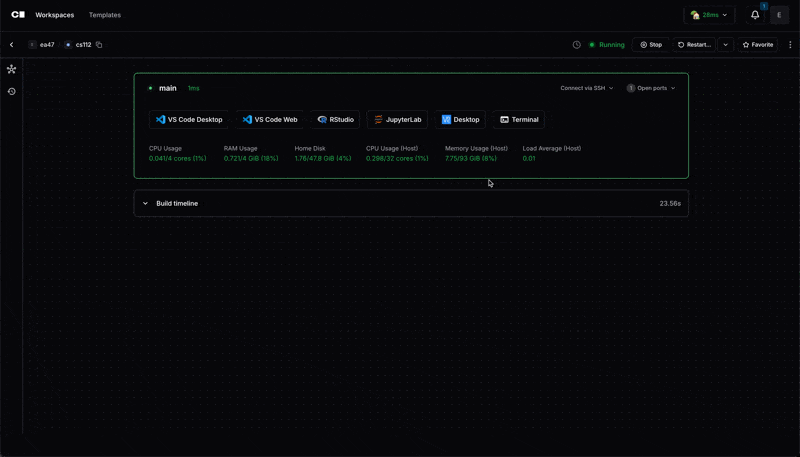 Workspaces Templates 26ms 1 E
ea47 cs112 Running Stop Restart... Favorite
main 1ms Connect via SSH 1 Open ports
VS Code Desktop VS Code Web RStudio JupyterLab Desktop Terminal
CPU Usage RAM Usage Home Disk CPU Usage (Host) Memory Usage (Host) Load Average (Host)
0.041/4 cores (1%) 0.721/4 GiB (18%) 1.76/47.8 GiB (4%) 0.298/32 cores (1%) 7.75/93 GiB (8%) 0.01
Build timeline 23.56s